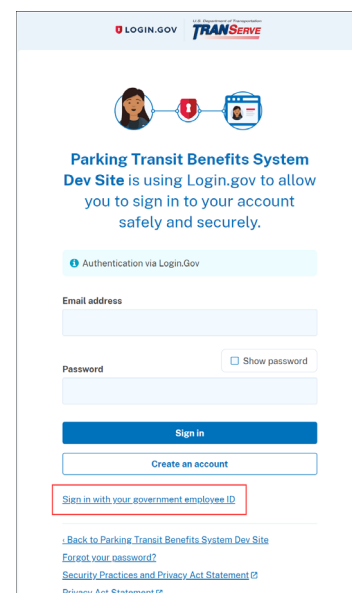 LOGIN.GOV
U.S. Department of Transportation
TRANSERVE
Parking Transit Benefits System
Dev Site is using Login.gov to allow
you to sign in to your account
safely and securely.
Authentication via Login.Gov
Email address
Password
Show password
Sign in
Create an account
Sign in with your government employee ID
‹ Back to Parking Transit Benefits System Dev Site
Forgot your password?
Security Practices and Privacy Act Statement
Privacy Act Statement